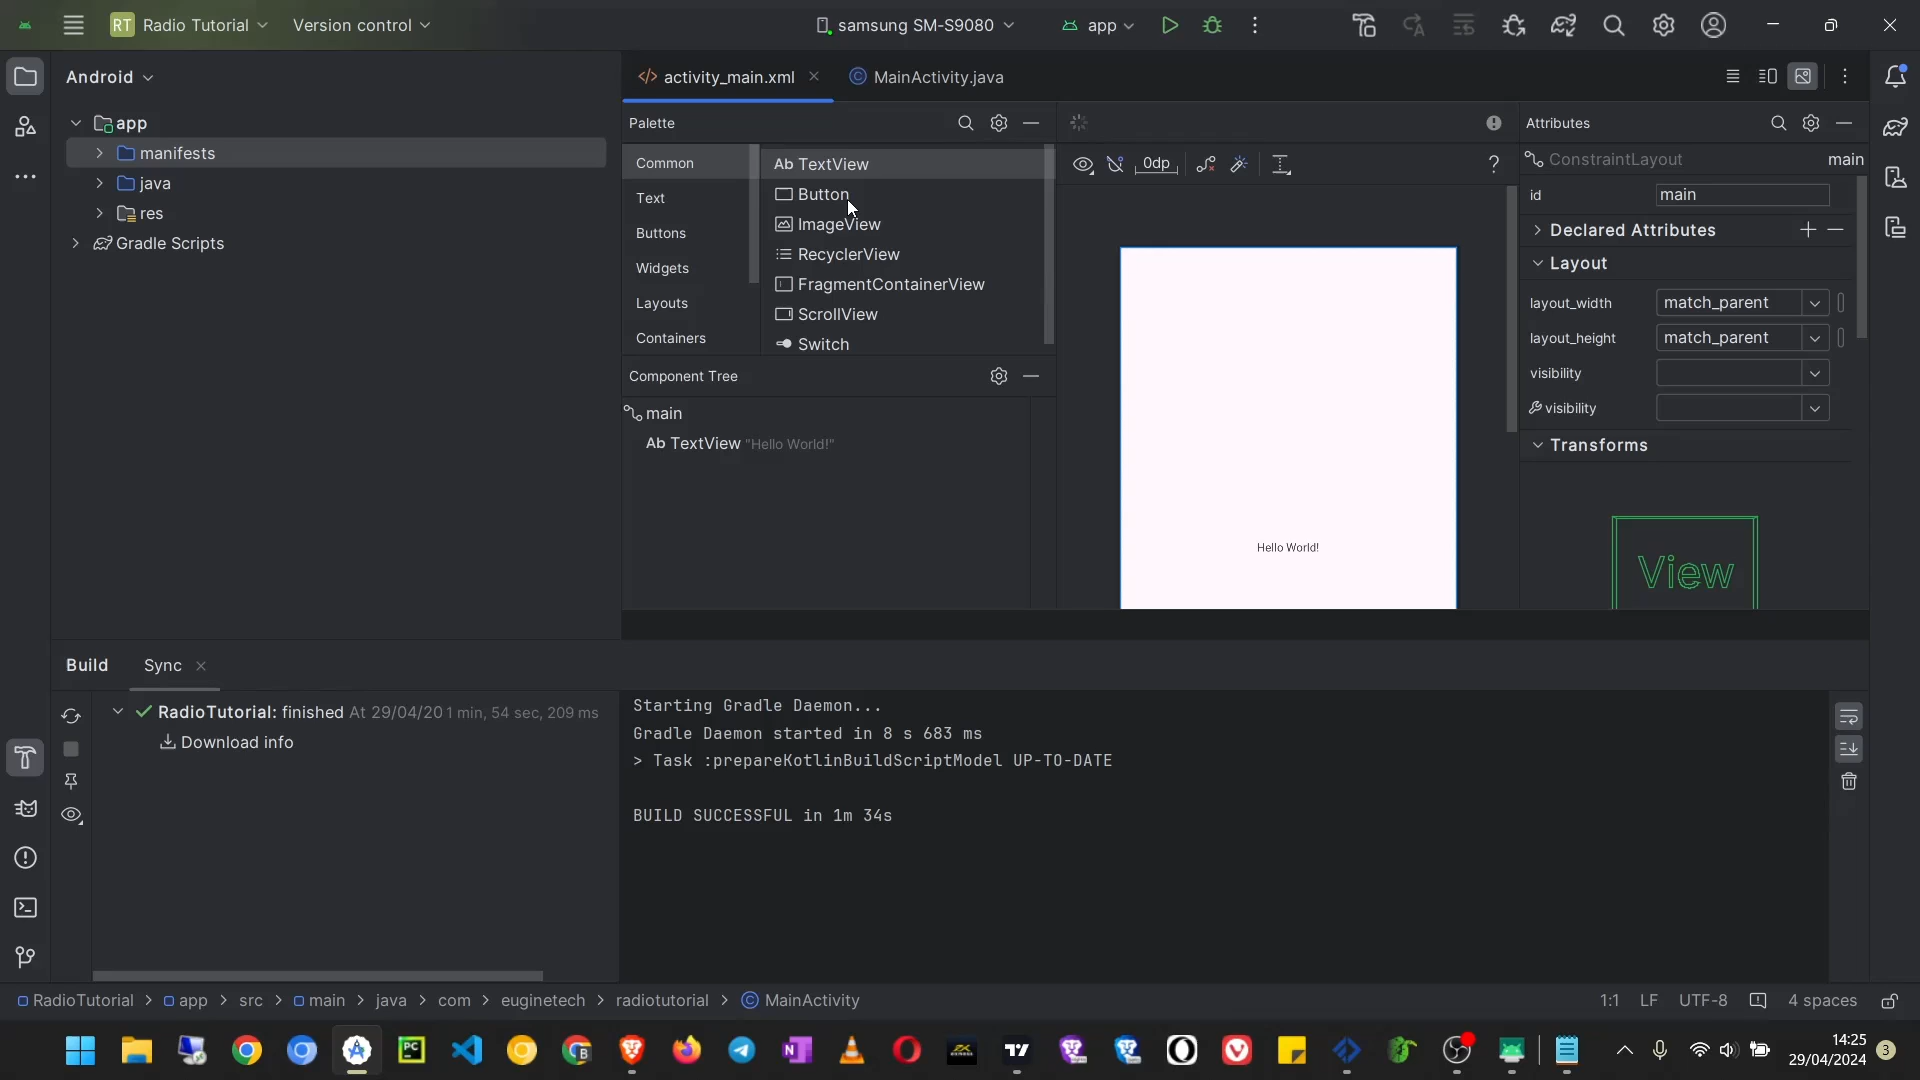 RT Radio Tutorial Version control samsung SM-S9080 app
Android
activity_main.xml MainActivity.java
app
manifests
java
res
Gradle Scripts
Palette
Common
Text
Buttons
Widgets
Layouts
Containers
Ab TextView
Button
ImageView
RecyclerView
FragmentContainerView
ScrollView
Switch
Component Tree
main
Ab TextView "Hello World!"
0dp ?
Hello World!
Attributes
ConstraintLayout main
id main
Declared Attributes
Layout
layout_width match_parent
layout_height match_parent
visibility
visibility
Transforms
View
Build Sync
RadioTutorial: finished At 29/04/20 1 min, 54 sec, 209 ms
Download info
Starting Gradle Daemon...
Gradle Daemon started in 8 s 683 ms
> Task :prepareKotlinBuildScriptModel UP-TO-DATE
BUILD SUCCESSFUL in 1m 34s
RadioTutorial > app > src > main > java > com > euginetech > radiotutorial > MainActivity 1:1 LF UTF-8 4 spaces
14:25
29/04/2024 3